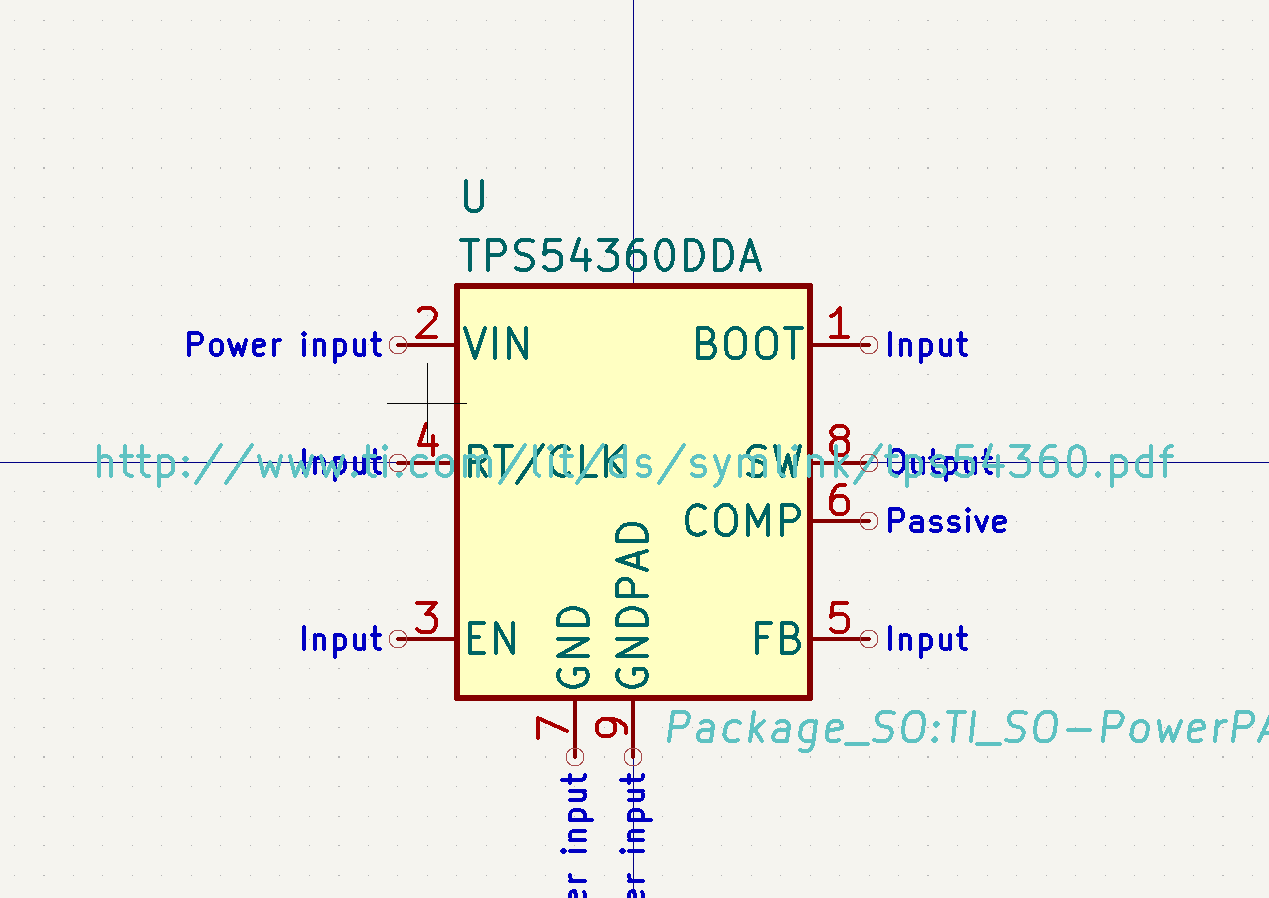 U
TPS54360DDA
Power input 2 VIN BOOT 1 Input
http://www.ti.com/lit/ds/symlink/tps54360.pdf
Input 4 RT/CLK SW 8 Output
COMP 6 Passive
Input 3 EN FB 5 Input
GND 7
GNDPAD 9
Package_SO:TI_SO-PowerPA
er input
er input